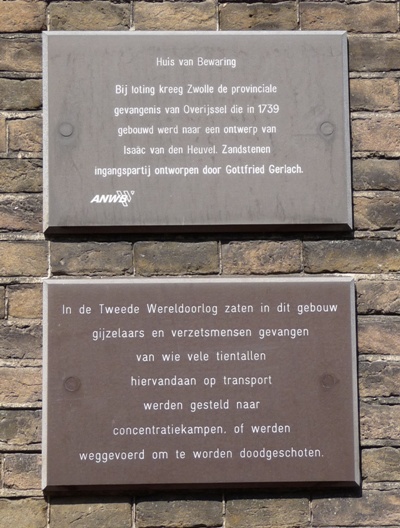 Huis van Bewaring
Bij loting kreeg Zwolle de provinciale
gevangenis van Overijssel die in 1739
gebouwd werd naar een ontwerp van
Isaäc van den Heuvel. Zandstenen
ingangspartij ontworpen door Gottfried Gerlach.
ANWB
In de Tweede Wereldoorlog zaten in dit gebouw
gijzelaars en verzetsmensen gevangen
van wie vele tientallen
hiervandaan op transport
werden gesteld naar
concentratiekampen. of werden
weggevoerd om te worden doodgeschoten.